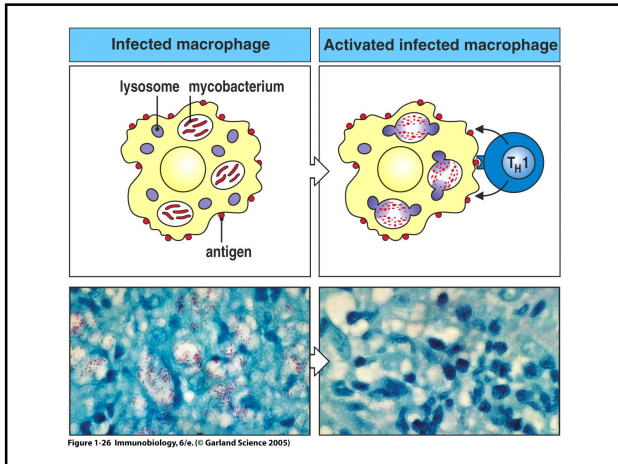 Infected macrophage
Activated infected macrophage
lysosome mycobacterium
antigen
TH1
Figure 1-26 Immunobiology, 6/e. (© Garland Science 2005)